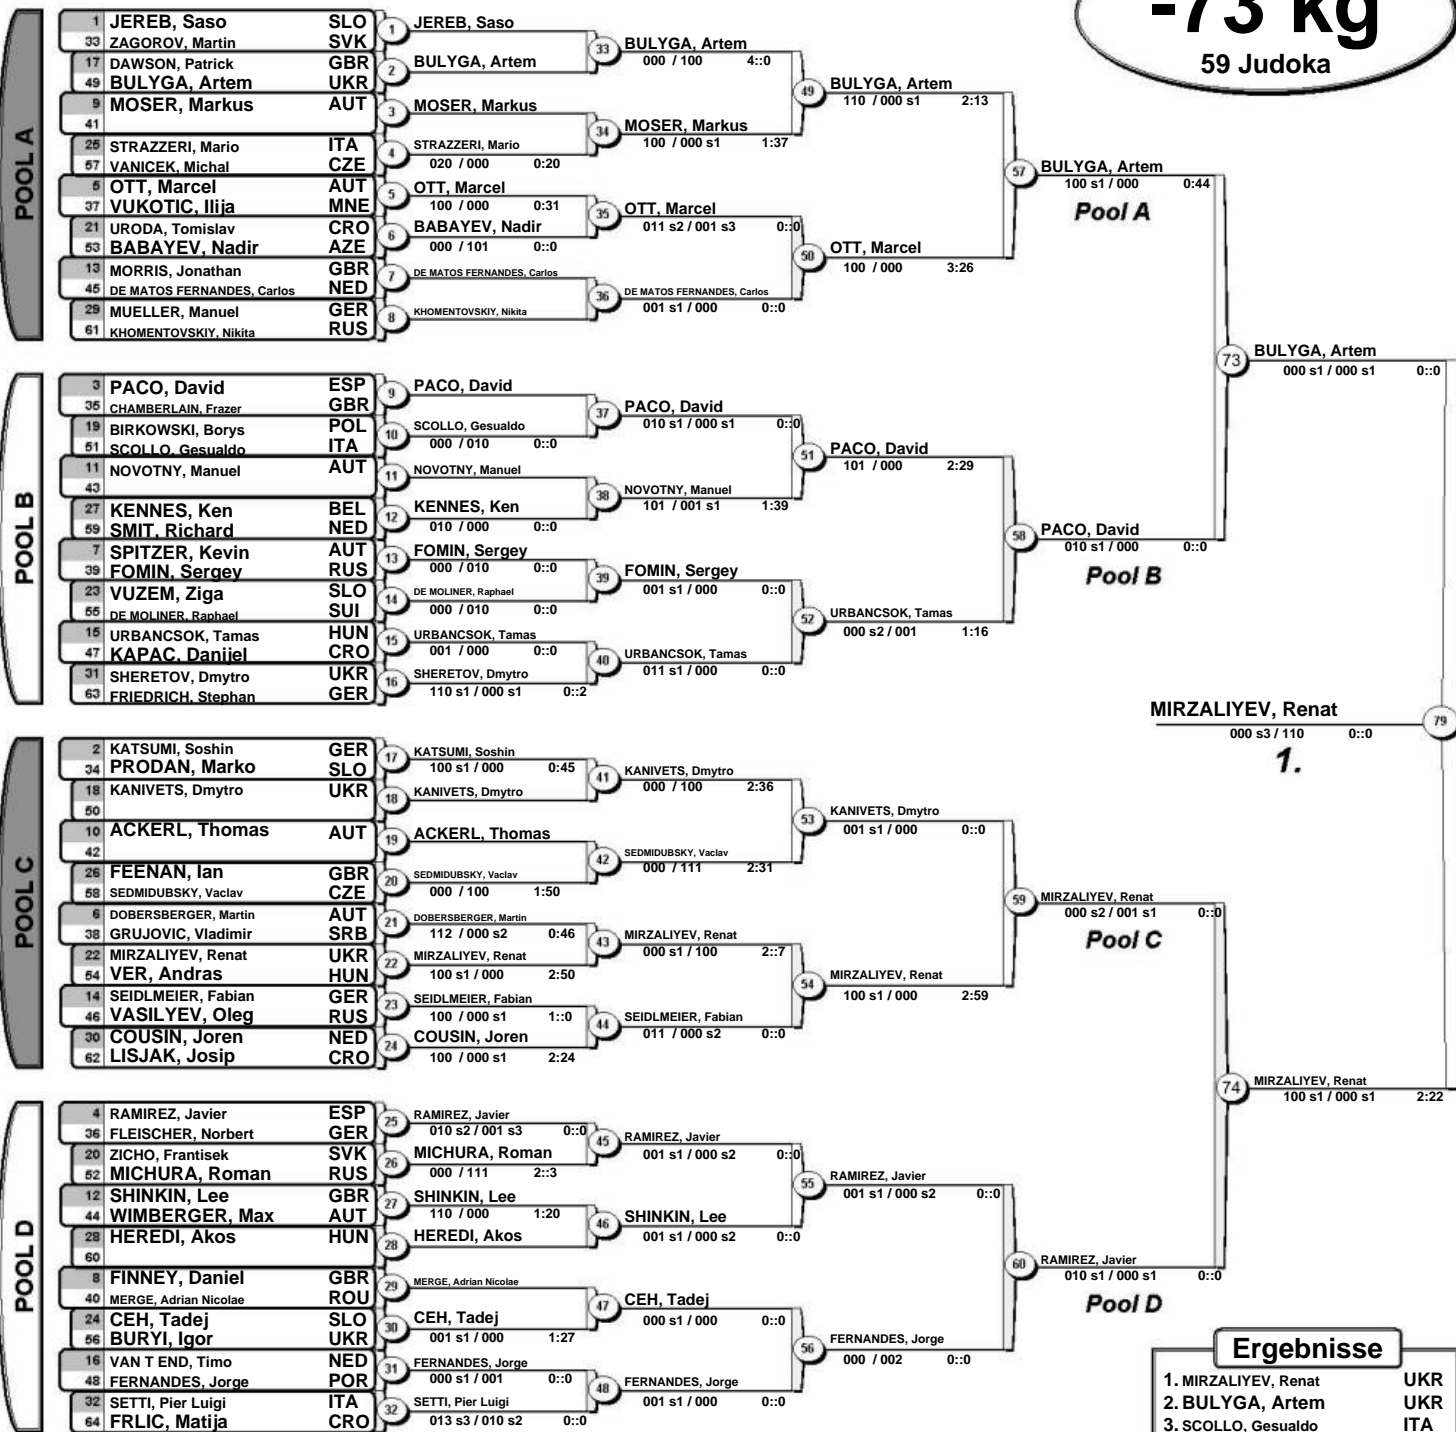 -73 kg
59 Judoka
POOL A
1 JEREB, Saso SLO
33 ZAGOROV, Martin SVK
17 DAWSON, Patrick GBR
49 BULYGA, Artem UKR
9 MOSER, Markus AUT
41
25 STRAZZERI, Mario ITA
57 VANICEK, Michal CZE
5 OTT, Marcel AUT
37 VUKOTIC, Ilija MNE
21 URODA, Tomislav CRO
53 BABAYEV, Nadir AZE
13 MORRIS, Jonathan GBR
45 DE MATOS FERNANDES, Carlos NED
29 MUELLER, Manuel GER
61 KHOMENTOVSKIY, Nikita RUS
1 JEREB, Saso
2 BULYGA, Artem
3 MOSER, Markus
4 STRAZZERI, Mario
020 / 000 0:20
5 OTT, Marcel
100 / 000 0:31
6 BABAYEV, Nadir
000 / 101 0::0
7 DE MATOS FERNANDES, Carlos
8 KHOMENTOVSKIY, Nikita
33 BULYGA, Artem
000 / 100 4::0
34 MOSER, Markus
100 / 000 s1 1:37
35 OTT, Marcel
011 s2 / 001 s3 0::0
36 DE MATOS FERNANDES, Carlos
001 s1 / 000 0::0
49 BULYGA, Artem
110 / 000 s1 2:13
50 OTT, Marcel
100 / 000 3:26
57 BULYGA, Artem
100 s1 / 000 0:44
Pool A
POOL B
3 PACO, David ESP
35 CHAMBERLAIN, Frazer GBR
19 BIRKOWSKI, Borys POL
51 SCOLLO, Gesualdo ITA
11 NOVOTNY, Manuel AUT
43
27 KENNES, Ken BEL
59 SMIT, Richard NED
7 SPITZER, Kevin AUT
39 FOMIN, Sergey RUS
23 VUZEM, Ziga SLO
55 DE MOLINER, Raphael SUI
15 URBANCSOK, Tamas HUN
47 KAPAC, Danijel CRO
31 SHERETOV, Dmytro UKR
63 FRIEDRICH, Stephan GER
9 PACO, David
10 SCOLLO, Gesualdo
000 / 010 0::0
11 NOVOTNY, Manuel
12 KENNES, Ken
010 / 000 0::0
13 FOMIN, Sergey
000 / 010 0::0
14 DE MOLINER, Raphael
000 / 010 0::0
15 URBANCSOK, Tamas
001 / 000 0::0
16 SHERETOV, Dmytro
110 s1 / 000 s1 0::2
37 PACO, David
010 s1 / 000 s1 0::0
38 NOVOTNY, Manuel
101 / 001 s1 1:39
39 FOMIN, Sergey
001 s1 / 000 0::0
40 URBANCSOK, Tamas
011 s1 / 000 0::0
51 PACO, David
101 / 000 2:29
52 URBANCSOK, Tamas
000 s2 / 001 1:16
58 PACO, David
010 s1 / 000 0::0
Pool B
73 BULYGA, Artem
000 s1 / 000 s1 0::0
MIRZALIYEV, Renat 79
000 s3 / 110 0::0
1.
POOL C
2 KATSUMI, Soshin GER
34 PRODAN, Marko SLO
18 KANIVETS, Dmytro UKR
50
10 ACKERL, Thomas AUT
42
26 FEENAN, Ian GBR
58 SEDMIDUBSKY, Vaclav CZE
6 DOBERSBERGER, Martin AUT
38 GRUJOVIC, Vladimir SRB
22 MIRZALIYEV, Renat UKR
54 VER, Andras HUN
14 SEIDLMEIER, Fabian GER
46 VASILYEV, Oleg RUS
30 COUSIN, Joren NED
62 LISJAK, Josip CRO
17 KATSUMI, Soshin
100 s1 / 000 0:45
18 KANIVETS, Dmytro
19 ACKERL, Thomas
20 SEDMIDUBSKY, Vaclav
000 / 100 1:50
21 DOBERSBERGER, Martin
112 / 000 s2 0:46
22 MIRZALIYEV, Renat
100 s1 / 000 2:50
23 SEIDLMEIER, Fabian
100 / 000 s1 1::0
24 COUSIN, Joren
100 / 000 s1 2:24
41 KANIVETS, Dmytro
000 / 100 2:36
42 SEDMIDUBSKY, Vaclav
000 / 111 2:31
43 MIRZALIYEV, Renat
000 s1 / 100 2::7
44 SEIDLMEIER, Fabian
011 / 000 s2 0::0
53 KANIVETS, Dmytro
001 s1 / 000 0::0
54 MIRZALIYEV, Renat
100 s1 / 000 2:59
59 MIRZALIYEV, Renat
000 s2 / 001 s1 0::0
Pool C
74 MIRZALIYEV, Renat
100 s1 / 000 s1 2:22
POOL D
4 RAMIREZ, Javier ESP
36 FLEISCHER, Norbert GER
20 ZICHO, Frantisek SVK
52 MICHURA, Roman RUS
12 SHINKIN, Lee GBR
44 WIMBERGER, Max AUT
28 HEREDI, Akos HUN
60
8 FINNEY, Daniel GBR
40 MERGE, Adrian Nicolae ROU
24 CEH, Tadej SLO
56 BURYI, Igor UKR
16 VAN T END, Timo NED
48 FERNANDES, Jorge POR
32 SETTI, Pier Luigi ITA
64 FRLIC, Matija CRO
25 RAMIREZ, Javier
010 s2 / 001 s3 0::0
26 MICHURA, Roman
000 / 111 2::3
27 SHINKIN, Lee
110 / 000 1:20
28 HEREDI, Akos
29 MERGE, Adrian Nicolae
30 CEH, Tadej
001 s1 / 000 1:27
31 FERNANDES, Jorge
000 s1 / 001 0::0
32 SETTI, Pier Luigi
013 s3 / 010 s2 0::0
45 RAMIREZ, Javier
001 s1 / 000 s2 0::0
46 SHINKIN, Lee
001 s1 / 000 s2 0::0
47 CEH, Tadej
000 s1 / 000 0::0
48 FERNANDES, Jorge
001 s1 / 000 0::0
55 RAMIREZ, Javier
001 s1 / 000 s2 0::0
56 FERNANDES, Jorge
000 / 002 0::0
60 RAMIREZ, Javier
010 s1 / 000 s1 0::0
Pool D
Ergebnisse
1. MIRZALIYEV, Renat UKR
2. BULYGA, Artem UKR
3. SCOLLO, Gesualdo ITA